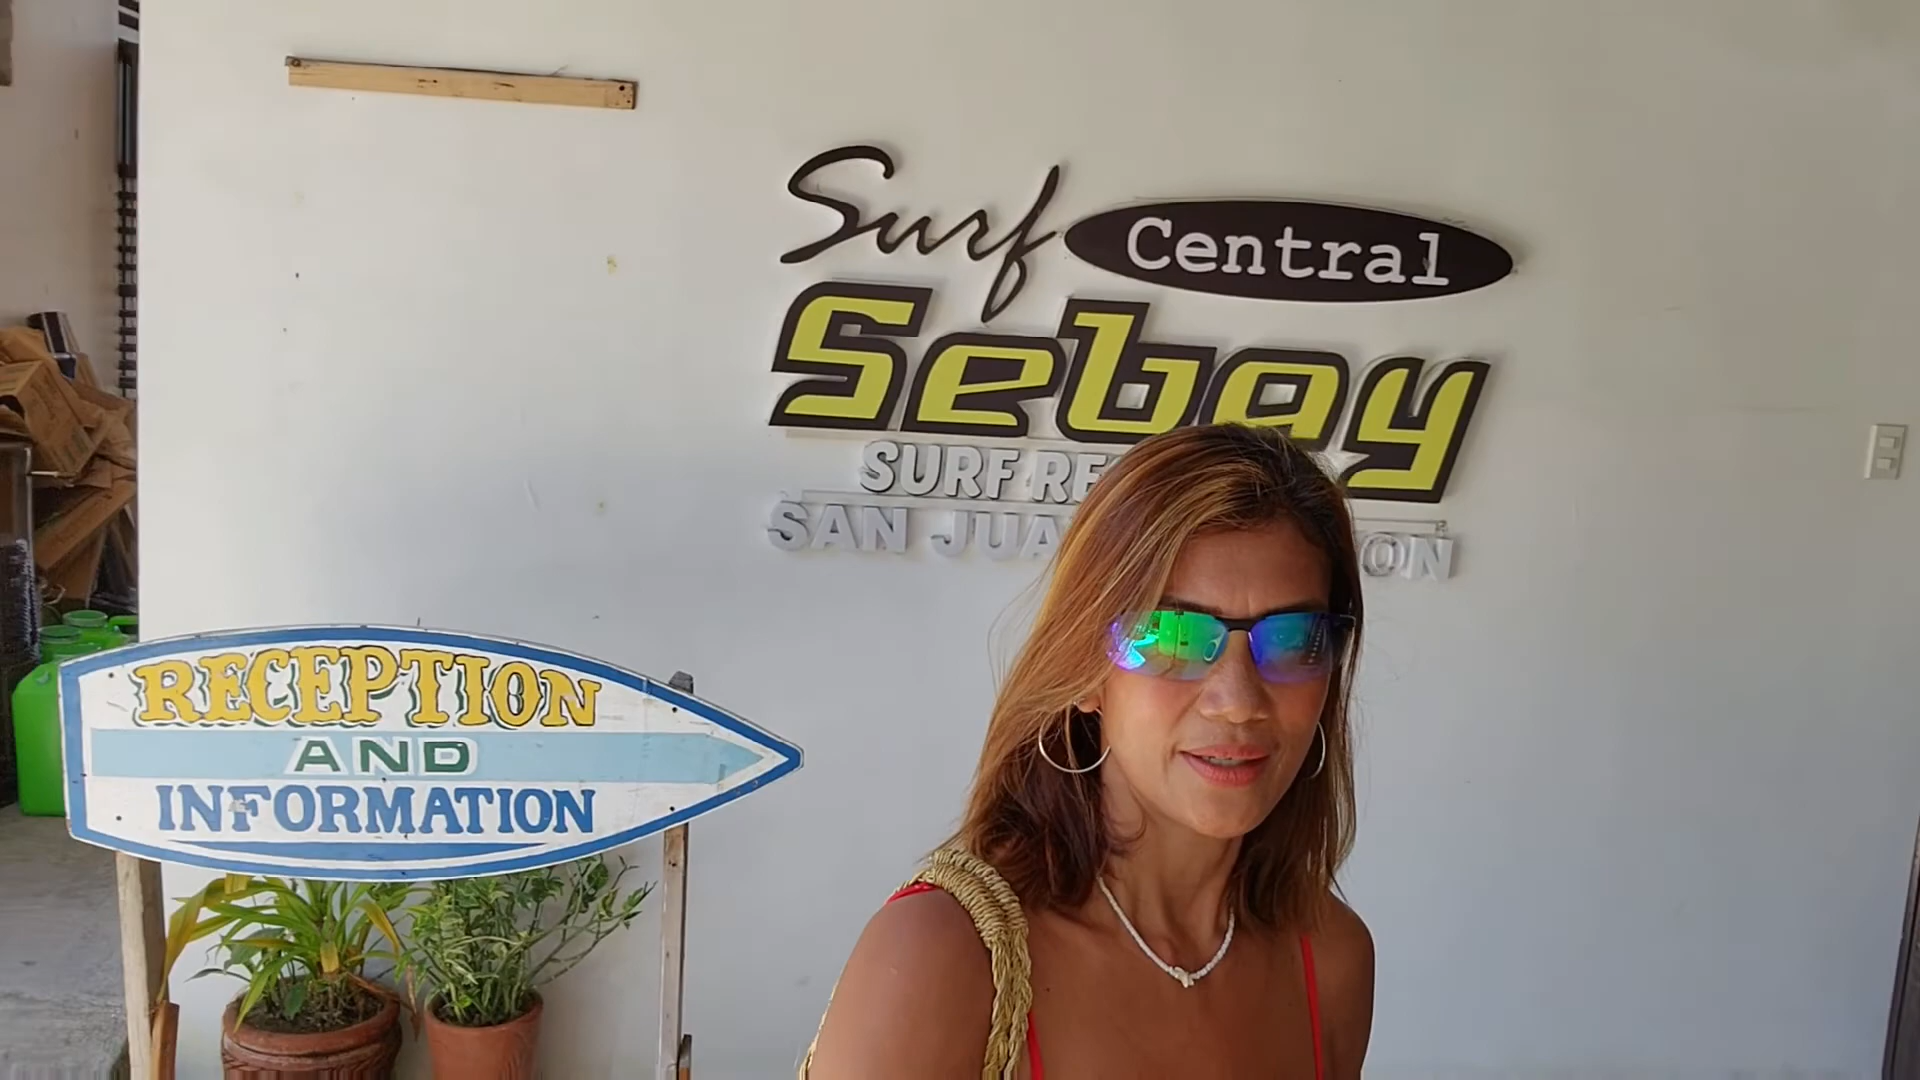 Surf Central
Sebay
SURF RE
SAN JUA ON
RECEPTION
AND
INFORMATION